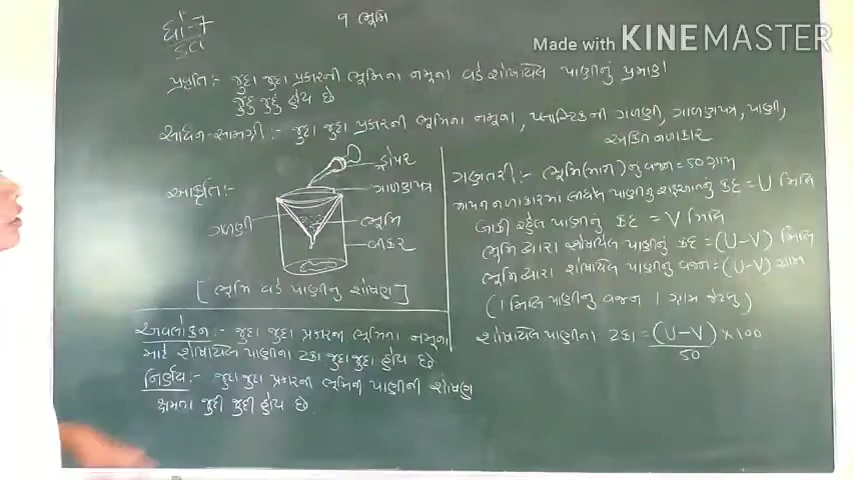 ધો-7
૧ ભૂમિ
Made with KINEMASTER
પ્રવૃત્તિ:- જુદા જુદા પ્રકારની ભૂમિના નમૂના વડે શોષાયેલ પાણીનું પ્રમાણ
જુદું જુદું હોય છે
સાધન-સામગ્રી:- જુદા જુદા પ્રકારની ભૂમિના નમૂના, પ્લાસ્ટિકની ગળણી, ગાળણપત્ર, પાણી,
અંકિત નળાકાર
આકૃતિ:-
ડ્રોપર
ગાળણપત્ર
ગળણી
ભૂમિ
બીકર
[ભૂમિ વડે પાણીનું શોષણ]
અવલોકન:- જુદા જુદા પ્રકારના ભૂમિના નમૂના
માટે શોષાયેલ પાણીના ટકા જુદા જુદા હોય છે
નિર્ણય:- જુદા જુદા પ્રકારની ભૂમિની પાણીની શોષણ
ક્ષમતા જુદી જુદી હોય છે
ગણતરી:- ભૂમિ(માટી)નું વજન = 50 ગ્રામ
માપન નળાકારમાં લીધેલ પાણીનું શરૂઆતનું કદ = U મિલિ
બાકી રહેલ પાણીનું કદ = V મિલિ
ભૂમિ દ્વારા શોષાયેલ પાણીનું કદ = (U-V) મિલિ
ભૂમિ દ્વારા શોષાયેલ પાણીનું વજન = (U-V) ગ્રામ
(1 મિલિ પાણીનું વજન 1 ગ્રામ જેટલું)
શોષાયેલ પાણીના ટકા = (U-V) × 100
50